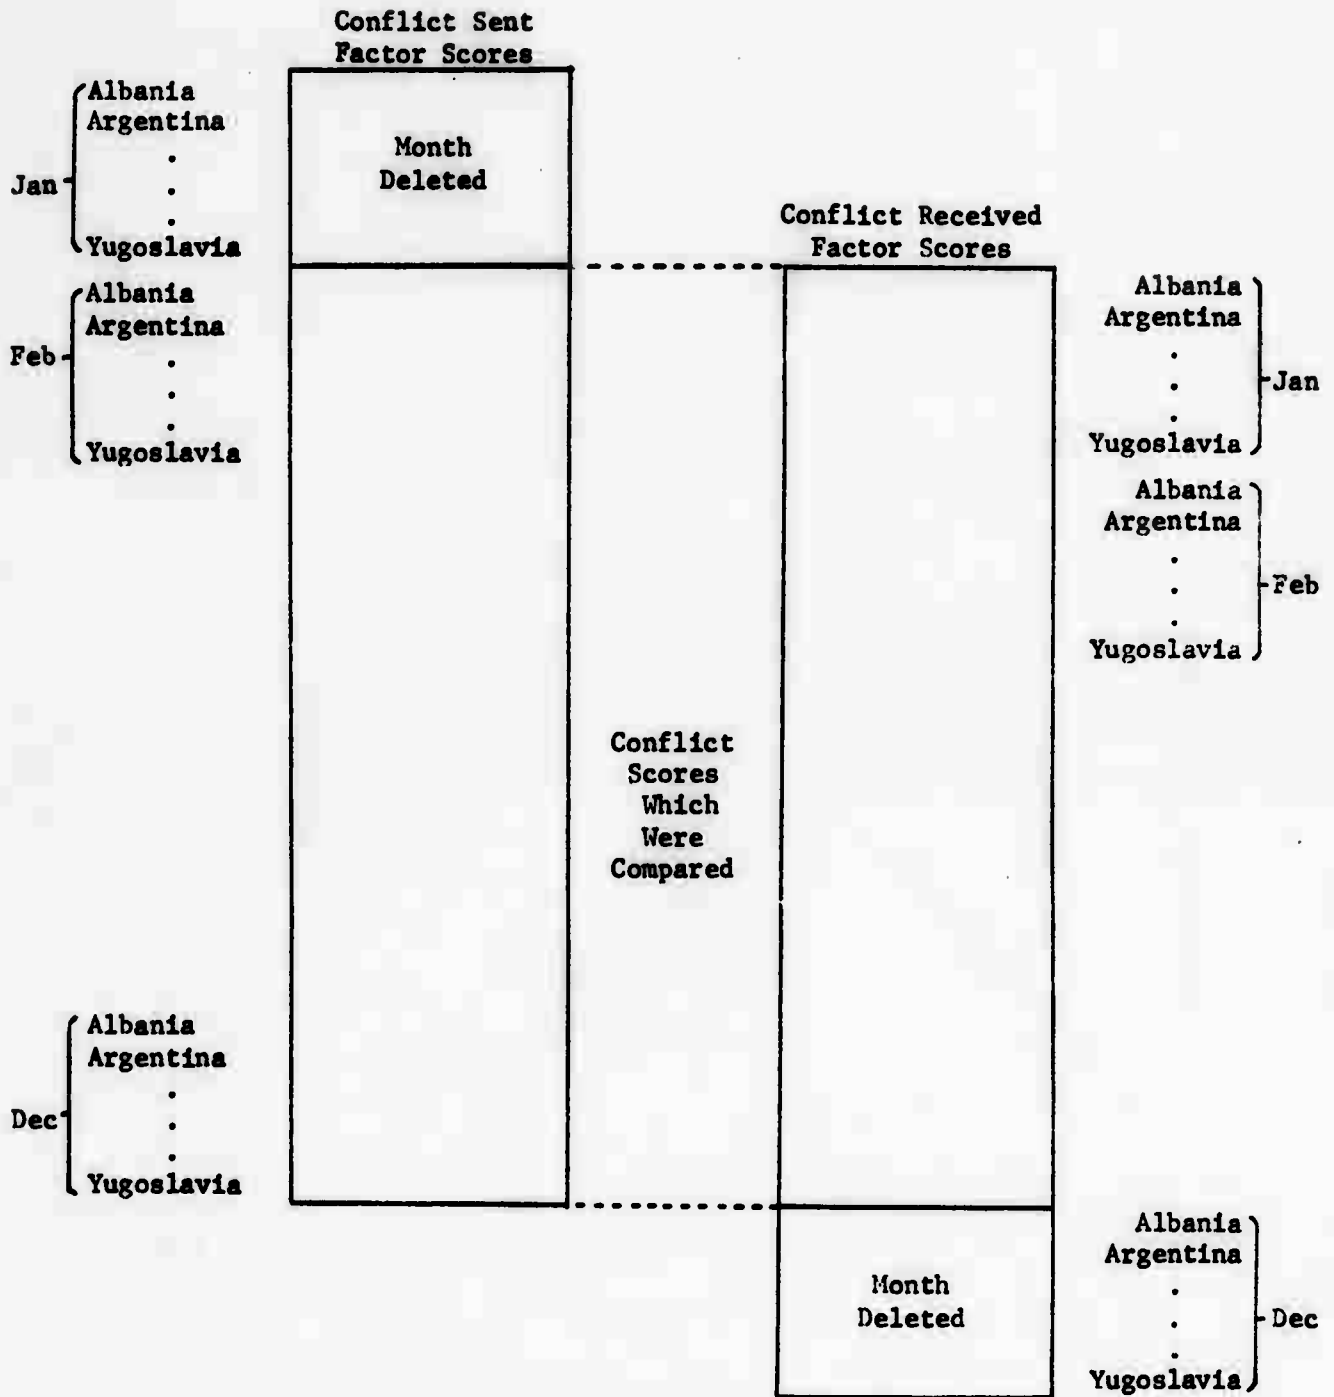 Conflict Sent
Factor Scores
Jan
Albania
Argentina
.
.
.
Yugoslavia
Month
Deleted
Feb
Albania
Argentina
.
.
.
Yugoslavia
Conflict Received
Factor Scores
Albania
Argentina
.
.
.
Yugoslavia
Jan
Albania
Argentina
.
.
.
Yugoslavia
Feb
Conflict
Scores
Which
Were
Compared
Dec
Albania
Argentina
.
.
.
Yugoslavia
Month
Deleted
Albania
Argentina
.
.
.
Yugoslavia
Dec